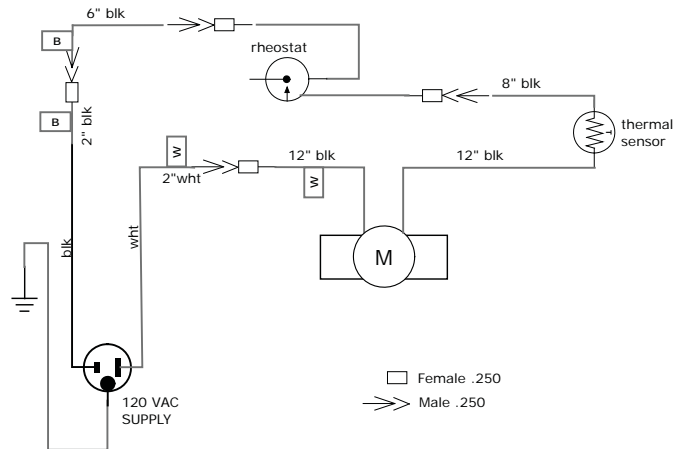 6" blk
B
rheostat
8" blk
B
2" blk
thermal
sensor
W
2"wht
12" blk
W
12" blk
blk
wht
M
120 VAC
SUPPLY
Female .250
Male .250
T